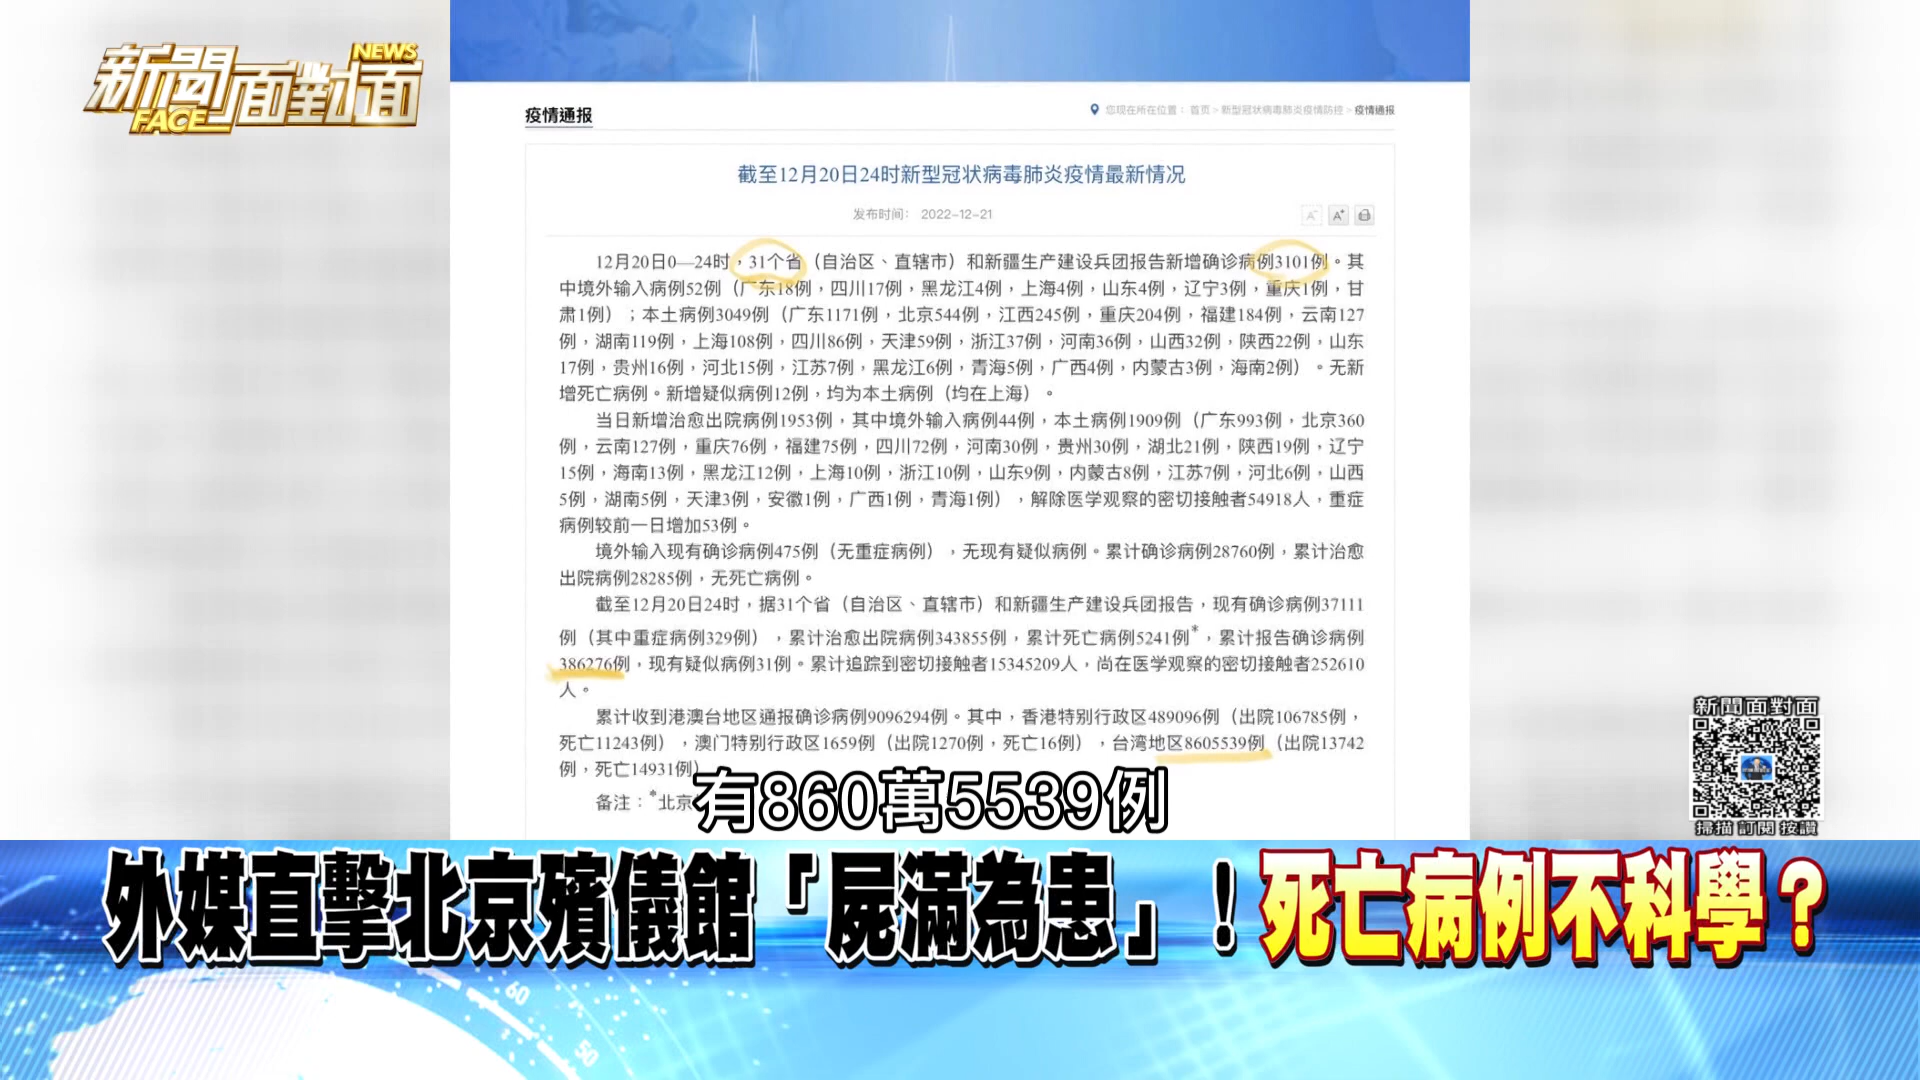 新聞面對面
NEWS
FACE
疫情通报
您现在所在位置： 首页 > 新型冠状病毒肺炎疫情防控 > 疫情通报
截至12月20日24时新型冠状病毒肺炎疫情最新情况
发布时间： 2022-12-21
A-
A+
12月20日0—24时，31个省（自治区、直辖市）和新疆生产建设兵团报告新增确诊病例3101例。其
中境外输入病例52例（广东18例，四川17例，黑龙江4例，上海4例，山东4例，辽宁3例，重庆1例，甘
肃1例）；本土病例3049例（广东1171例，北京544例，江西245例，重庆204例，福建184例，云南127
例，湖南119例，上海108例，四川86例，天津59例，浙江37例，河南36例，山西32例，陕西22例，山东
17例，贵州16例，河北15例，江苏7例，黑龙江6例，青海5例，广西4例，内蒙古3例，海南2例）。无新
增死亡病例。新增疑似病例12例，均为本土病例（均在上海）。
当日新增治愈出院病例1953例，其中境外输入病例44例，本土病例1909例（广东993例，北京360
例，云南127例，重庆76例，福建75例，四川72例，河南30例，贵州30例，湖北21例，陕西19例，辽宁
15例，海南13例，黑龙江12例，上海10例，浙江10例，山东9例，内蒙古8例，江苏7例，河北6例，山西
5例，湖南5例，天津3例，安徽1例，广西1例，青海1例），解除医学观察的密切接触者54918人，重症
病例较前一日增加53例。
境外输入现有确诊病例475例（无重症病例），无现有疑似病例。累计确诊病例28760例，累计治愈
出院病例28285例，无死亡病例。
截至12月20日24时，据31个省（自治区、直辖市）和新疆生产建设兵团报告，现有确诊病例37111
例（其中重症病例329例），累计治愈出院病例343855例，累计死亡病例5241例*，累计报告确诊病例
386276例，现有疑似病例31例。累计追踪到密切接触者15345209人，尚在医学观察的密切接触者252610
人。
累计收到港澳台地区通报确诊病例9096294例。其中，香港特别行政区489096例（出院106785例，
死亡11243例），澳门特别行政区1659例（出院1270例，死亡16例），台湾地区8605539例（出院13742
例，死亡14931例）
备注：*北京
有860萬5539例
新聞面對面
掃描 訂閱 按讚
外媒直擊北京殯儀館「屍滿為患」！死亡病例不科學？
60
50